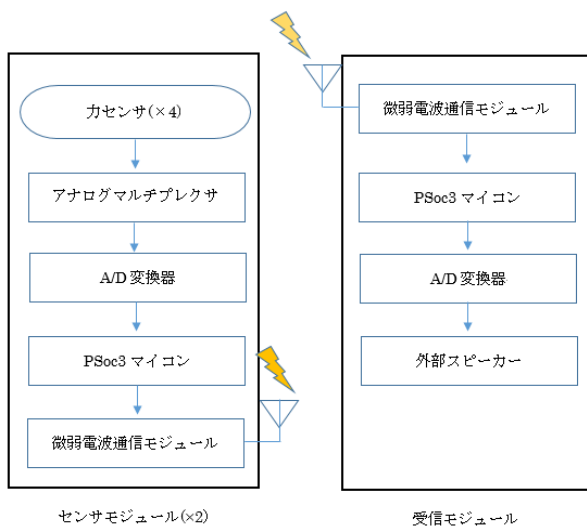 力センサ(×4)
アナログマルチプレクサ
A/D 変換器
PSoc3 マイコン
微弱電波通信モジュール
センサモジュール(×2)
微弱電波通信モジュール
PSoc3 マイコン
A/D 変換器
外部スピーカー
受信モジュール